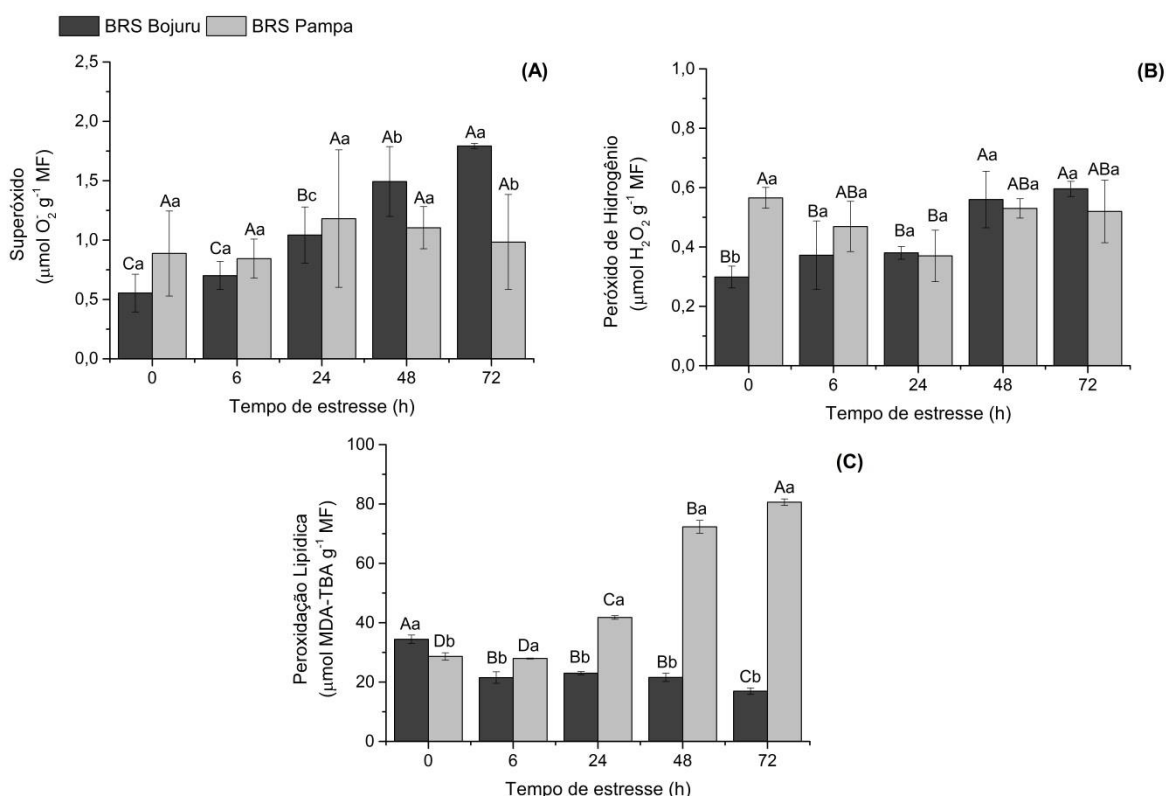 BRS Bojuru BRS Pampa
(A)
Superóxido
(μmol O₂⁻ g⁻¹ MF)
2,5
2,0
1,5
1,0
0,5
0,0
Ca Aa Ca Aa Bc Aa Ab Aa Aa Ab
0 6 24 48 72
Tempo de estresse (h)
(B)
Peróxido de Hidrogênio
(μmol H₂O₂ g⁻¹ MF)
1,0
0,8
0,6
0,4
0,2
0,0
Bb Aa Ba ABa Ba Ba Aa ABa Aa ABa
0 6 24 48 72
Tempo de estresse (h)
(C)
Peroxidação Lipídica
(μmol MDA-TBA g⁻¹ MF)
100
80
60
40
20
0
Aa Db Bb Da Bb Ca Bb Ba Cb Aa
0 6 24 48 72
Tempo de estresse (h)